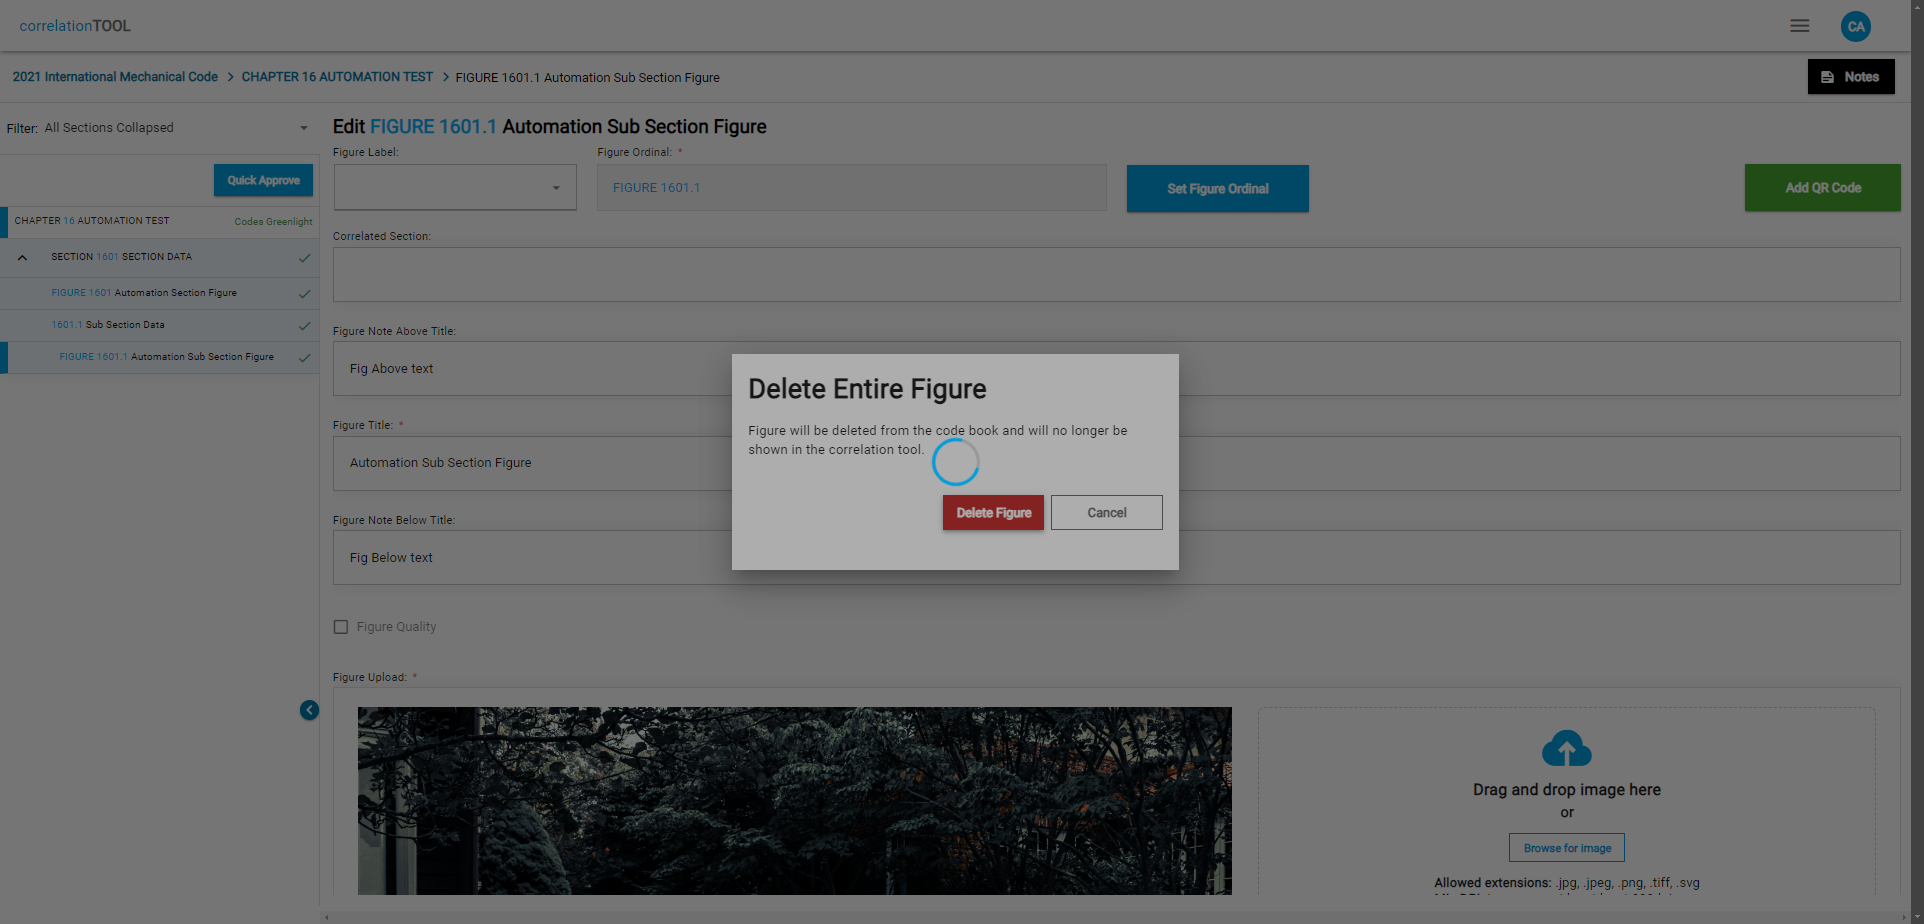 correlationTOOL
CA
2021 International Mechanical Code > CHAPTER 16 AUTOMATION TEST > FIGURE 1601.1 Automation Sub Section Figure
Notes
Filter: All Sections Collapsed
Quick Approve
CHAPTER 16 AUTOMATION TEST Codes Greenlight
SECTION 1601 SECTION DATA
FIGURE 1601 Automation Section Figure
1601.1 Sub Section Data
FIGURE 1601.1 Automation Sub Section Figure
Edit FIGURE 1601.1 Automation Sub Section Figure
Figure Label:
Figure Ordinal: *
FIGURE 1601.1
Set Figure Ordinal
Add QR Code
Correlated Section:
Figure Note Above Title:
Fig Above text
Figure Title: *
Automation Sub Section Figure
Figure Note Below Title:
Fig Below text
Delete Entire Figure
Figure will be deleted from the code book and will no longer be
shown in the correlation tool.
Delete Figure
Cancel
Figure Quality
Figure Upload: *
Drag and drop image here
or
Browse for image
Allowed extensions: .jpg, .jpeg, .png, .tiff, .svg